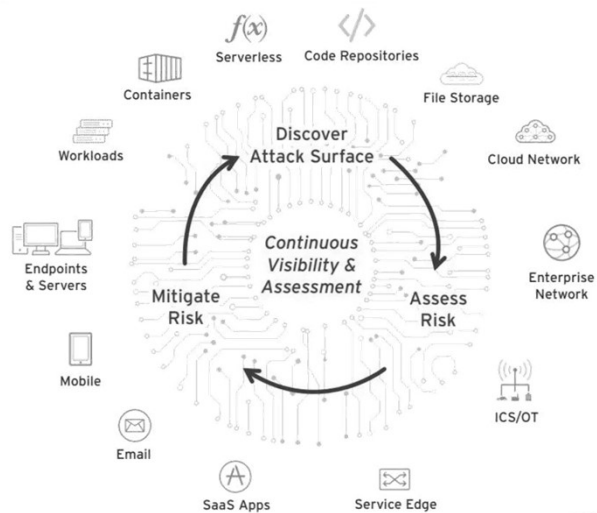 f(x)
</>
Serverless
Code Repositories
Containers
File Storage
Workloads
Cloud Network
Discover
Attack Surface
Continuous
Visibility &
Assessment
Endpoints
& Servers
Enterprise
Network
Mitigate
Risk
Assess
Risk
Mobile
ICS/OT
Email
SaaS Apps
Service Edge